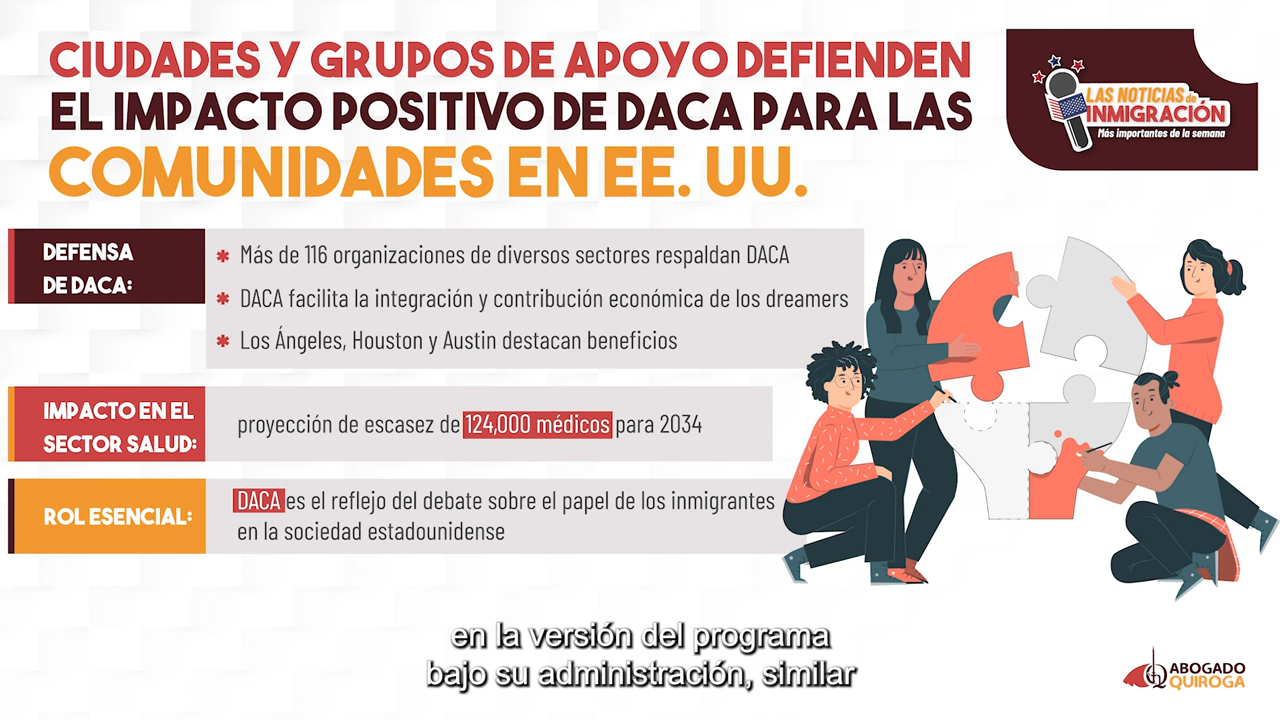 CIUDADES Y GRUPOS DE APOYO DEFIENDEN
EL IMPACTO POSITIVO DE DACA PARA LAS
COMUNIDADES EN EE. UU.
LAS NOTICIAS de
INMIGRACIÓN
Más importantes de la semana
DEFENSA
DE DACA:
* Más de 116 organizaciones de diversos sectores respaldan DACA
* DACA facilita la integración y contribución económica de los dreamers
* Los Ángeles, Houston y Austin destacan beneficios
IMPACTO EN EL
SECTOR SALUD:
proyección de escasez de 124,000 médicos para 2034
ROL ESENCIAL:
DACA es el reflejo del debate sobre el papel de los inmigrantes
en la sociedad estadounidense
en la versión del programa
bajo su administración, similar
ABOGADO
QUIROGA